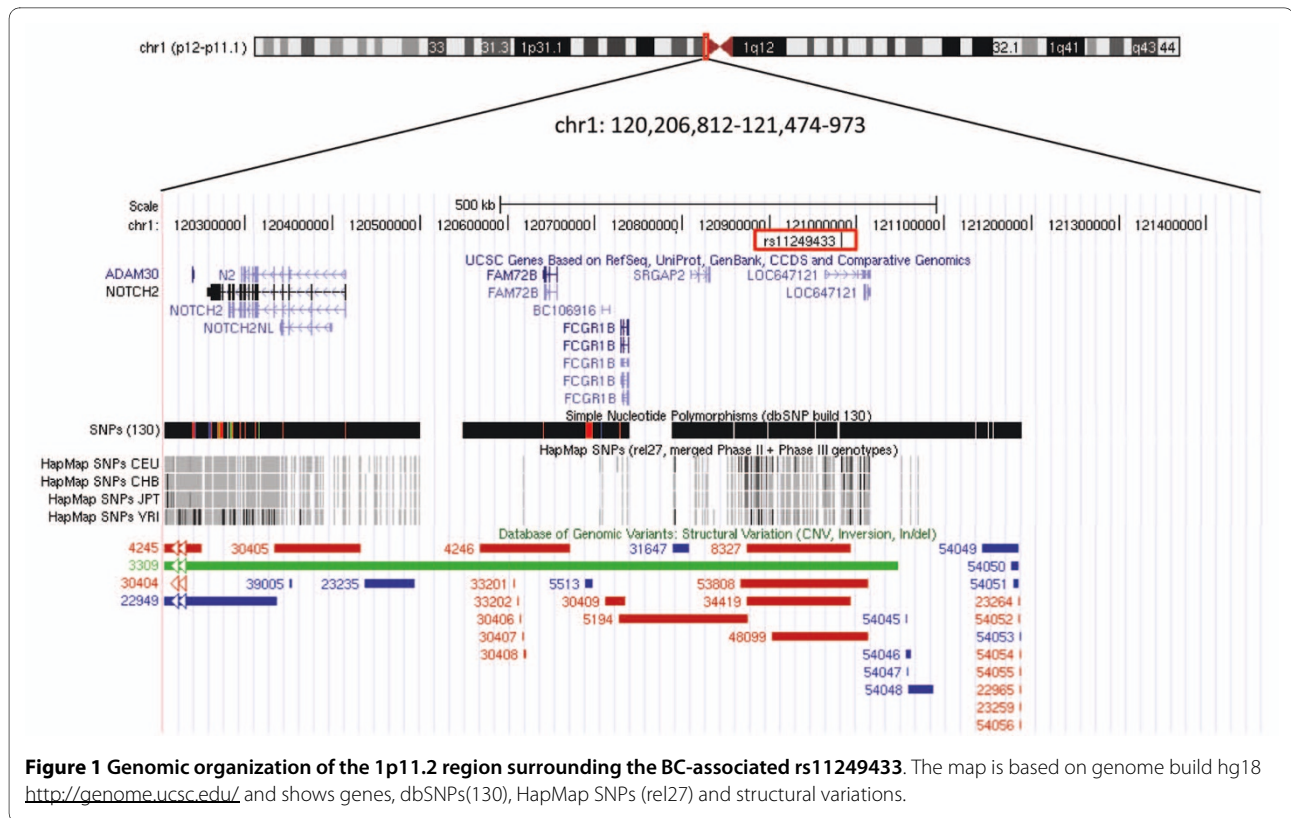 chr1 (p12-p11.1) 33 31.3 1p31.1 1q12 32.1 1q41 q43 44
chr1: 120,206,812-121,474-973
Scale 500 kb
chr1: 120300000 120400000 120500000 120600000 120700000 120800000 120900000 121000000 121100000 121200000 121300000 121400000
rs11249433
UCSC Genes Based on RefSeq, UniProt, GenBank, CCDS and Comparative Genomics
ADAM30 N2 FAM72B SRGAP2 LOC647121
NOTCH2 FAM72B LOC647121
NOTCH2 BC106916
NOTCH2NL FCGR1B
FCGR1B
FCGR1B
FCGR1B
FCGR1B
Simple Nucleotide Polymorphisms (dbSNP build 130)
SNPs (130)
HapMap SNPs (rel27, merged Phase II + Phase III genotypes)
HapMap SNPs CEU
HapMap SNPs CHB
HapMap SNPs JPT
HapMap SNPs YRI
Database of Genomic Variants: Structural Variation (CNV, Inversion, In/del)
4245 30405 4246 31647 8327 54049
3309 54050
30404 39005 23235 33201 5513 53808 54051
22949 33202 30409 34419 23264
30406 5194 54045 54052
30407 48099 54053
30408 54046 54054
54047 54055
54048 22965
23259
54056
Figure 1 Genomic organization of the 1p11.2 region surrounding the BC-associated rs11249433. The map is based on genome build hg18
http://genome.ucsc.edu/ and shows genes, dbSNPs(130), HapMap SNPs (rel27) and structural variations.